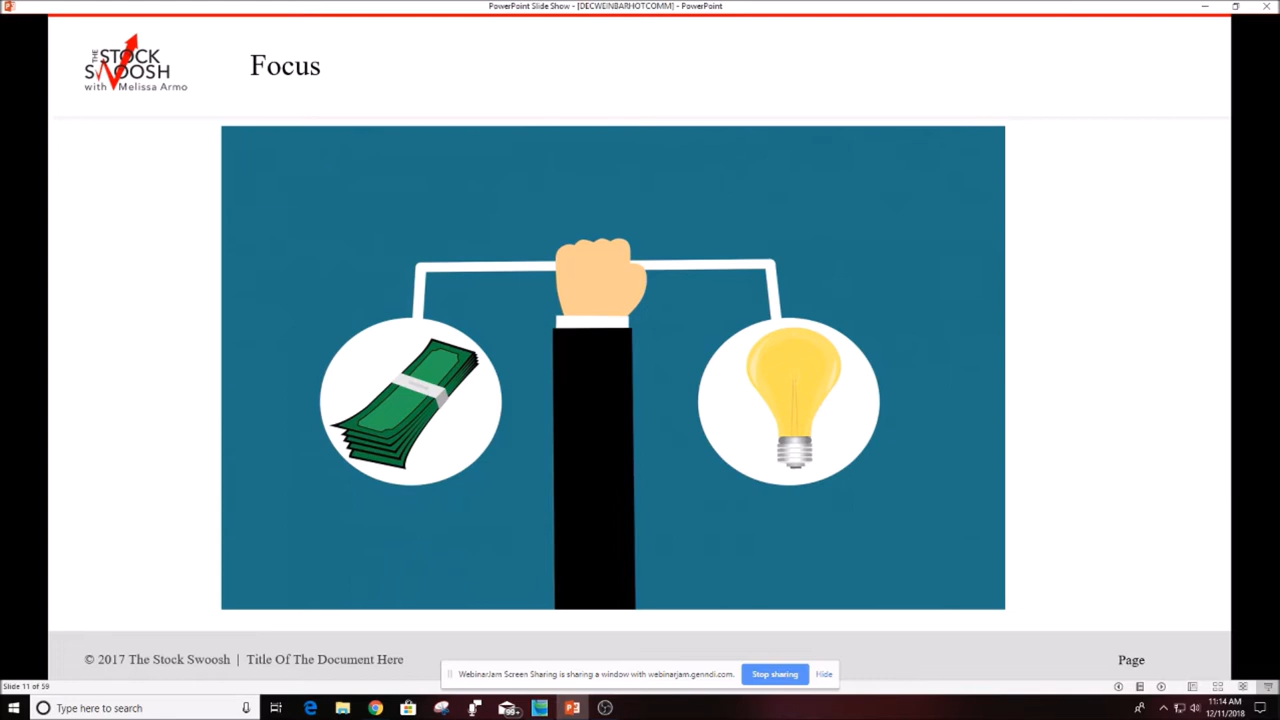 PowerPoint Slide Show - [DECWEINBARHOTCOMM] - PowerPoint
THE STOCK
SWOOSH
with Melissa Armo
Focus
© 2017 The Stock Swoosh | Title Of The Document Here
Page
WebinarJam Screen Sharing is sharing a window with webinarjam.genndi.com.
Stop sharing
Hide
Slide 11 of 59
Type here to search
99+
11:14 AM
12/11/2018